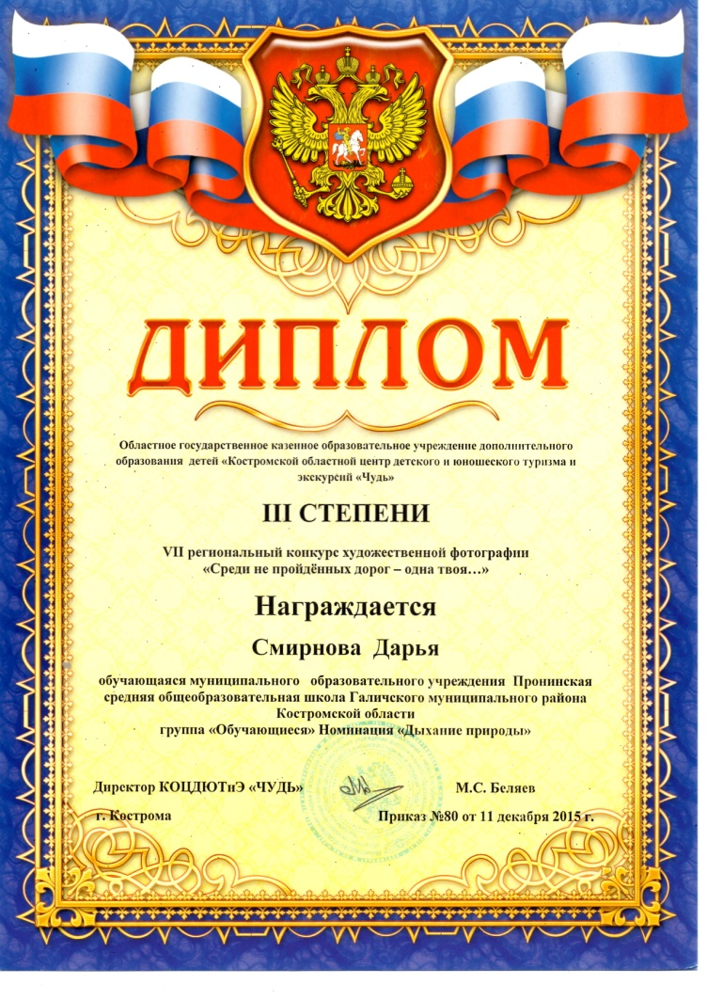 ДИПЛОМ
Областное государственное казенное образовательное учреждение дополнительного
образования детей «Костромской областной центр детского и юношеского туризма и
экскурсий «Чудь»
III СТЕПЕНИ
VII региональный конкурс художественной фотографии
«Среди не пройдённых дорог – одна твоя…»
Награждается
Смирнова Дарья
обучающаяся муниципального образовательного учреждения Пронинская
средняя общеобразовательная школа Галичского муниципального района
Костромской области
группа «Обучающиеся» Номинация «Дыхание природы»
Директор КОЦДЮТиЭ «ЧУДЬ» М.С. Беляев
г. Кострома Приказ №80 от 11 декабря 2015 г.